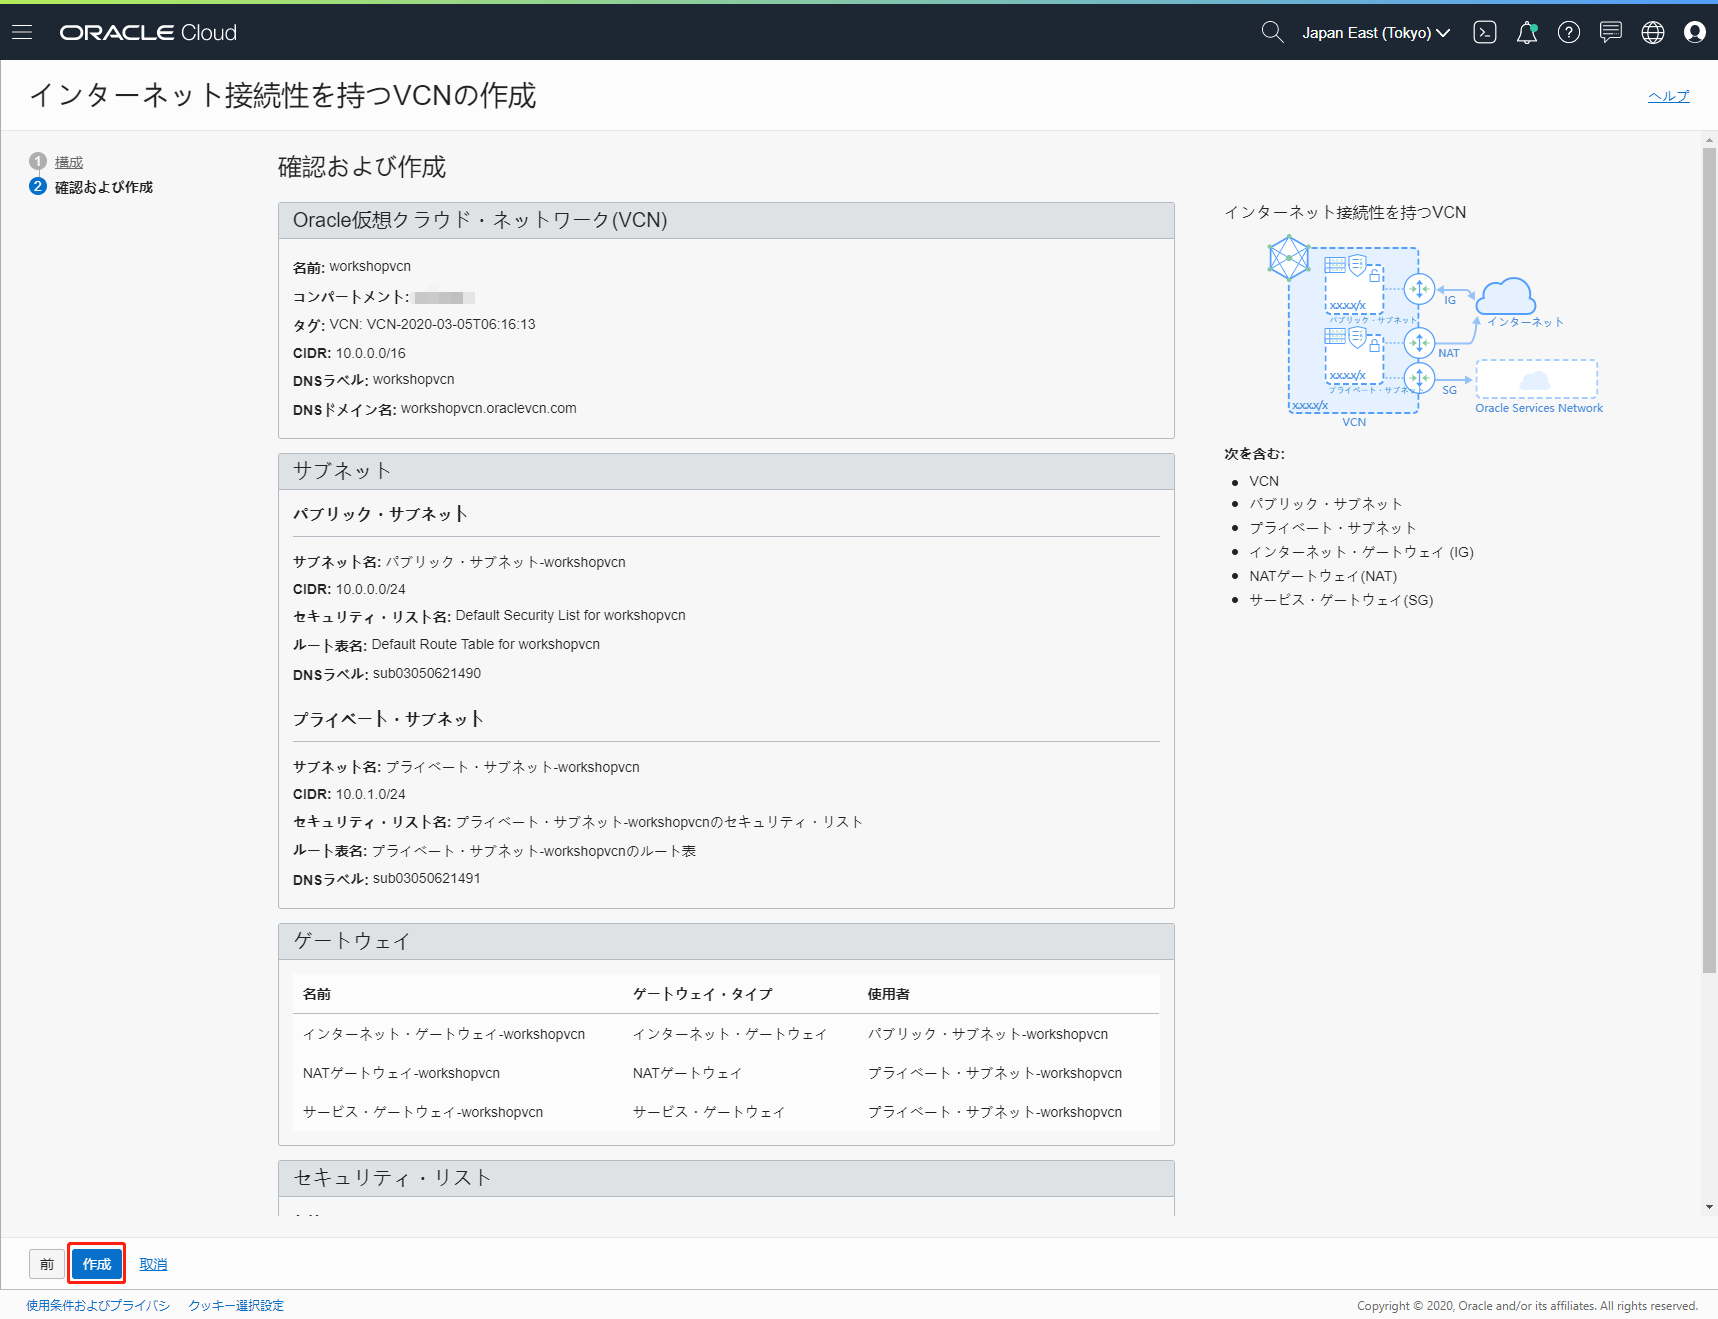 ORACLE Cloud
Japan East (Tokyo)
インターネット接続性を持つVCNの作成
ヘルプ
1 構成
2 確認および作成
確認および作成
Oracle仮想クラウド・ネットワーク(VCN)
名前: workshopvcn
コンパートメント:
タグ: VCN: VCN-2020-03-05T06:16:13
CIDR: 10.0.0.0/16
DNSラベル: workshopvcn
DNSドメイン名: workshopvcn.oraclevcn.com
サブネット
パブリック・サブネット
サブネット名: パブリック・サブネット-workshopvcn
CIDR: 10.0.0.0/24
セキュリティ・リスト名: Default Security List for workshopvcn
ルート表名: Default Route Table for workshopvcn
DNSラベル: sub03050621490
プライベート・サブネット
サブネット名: プライベート・サブネット-workshopvcn
CIDR: 10.0.1.0/24
セキュリティ・リスト名: プライベート・サブネット-workshopvcnのセキュリティ・リスト
ルート表名: プライベート・サブネット-workshopvcnのルート表
DNSラベル: sub03050621491
ゲートウェイ
名前 ゲートウェイ・タイプ 使用者
インターネット・ゲートウェイ-workshopvcn インターネット・ゲートウェイ パブリック・サブネット-workshopvcn
NATゲートウェイ-workshopvcn NATゲートウェイ プライベート・サブネット-workshopvcn
サービス・ゲートウェイ-workshopvcn サービス・ゲートウェイ プライベート・サブネット-workshopvcn
セキュリティ・リスト
インターネット接続性を持つVCN
x.x.x.x/x
IG
パブリック・サブネット
インターネット
NAT
x.x.x.x/x
プライベート・サブネット
SG
x.x.x.x/x
Oracle Services Network
VCN
次を含む:
VCN
パブリック・サブネット
プライベート・サブネット
インターネット・ゲートウェイ (IG)
NATゲートウェイ(NAT)
サービス・ゲートウェイ(SG)
前 作成 取消
使用条件およびプライバシ クッキー選択設定
Copyright © 2020, Oracle and/or its affiliates. All rights reserved.